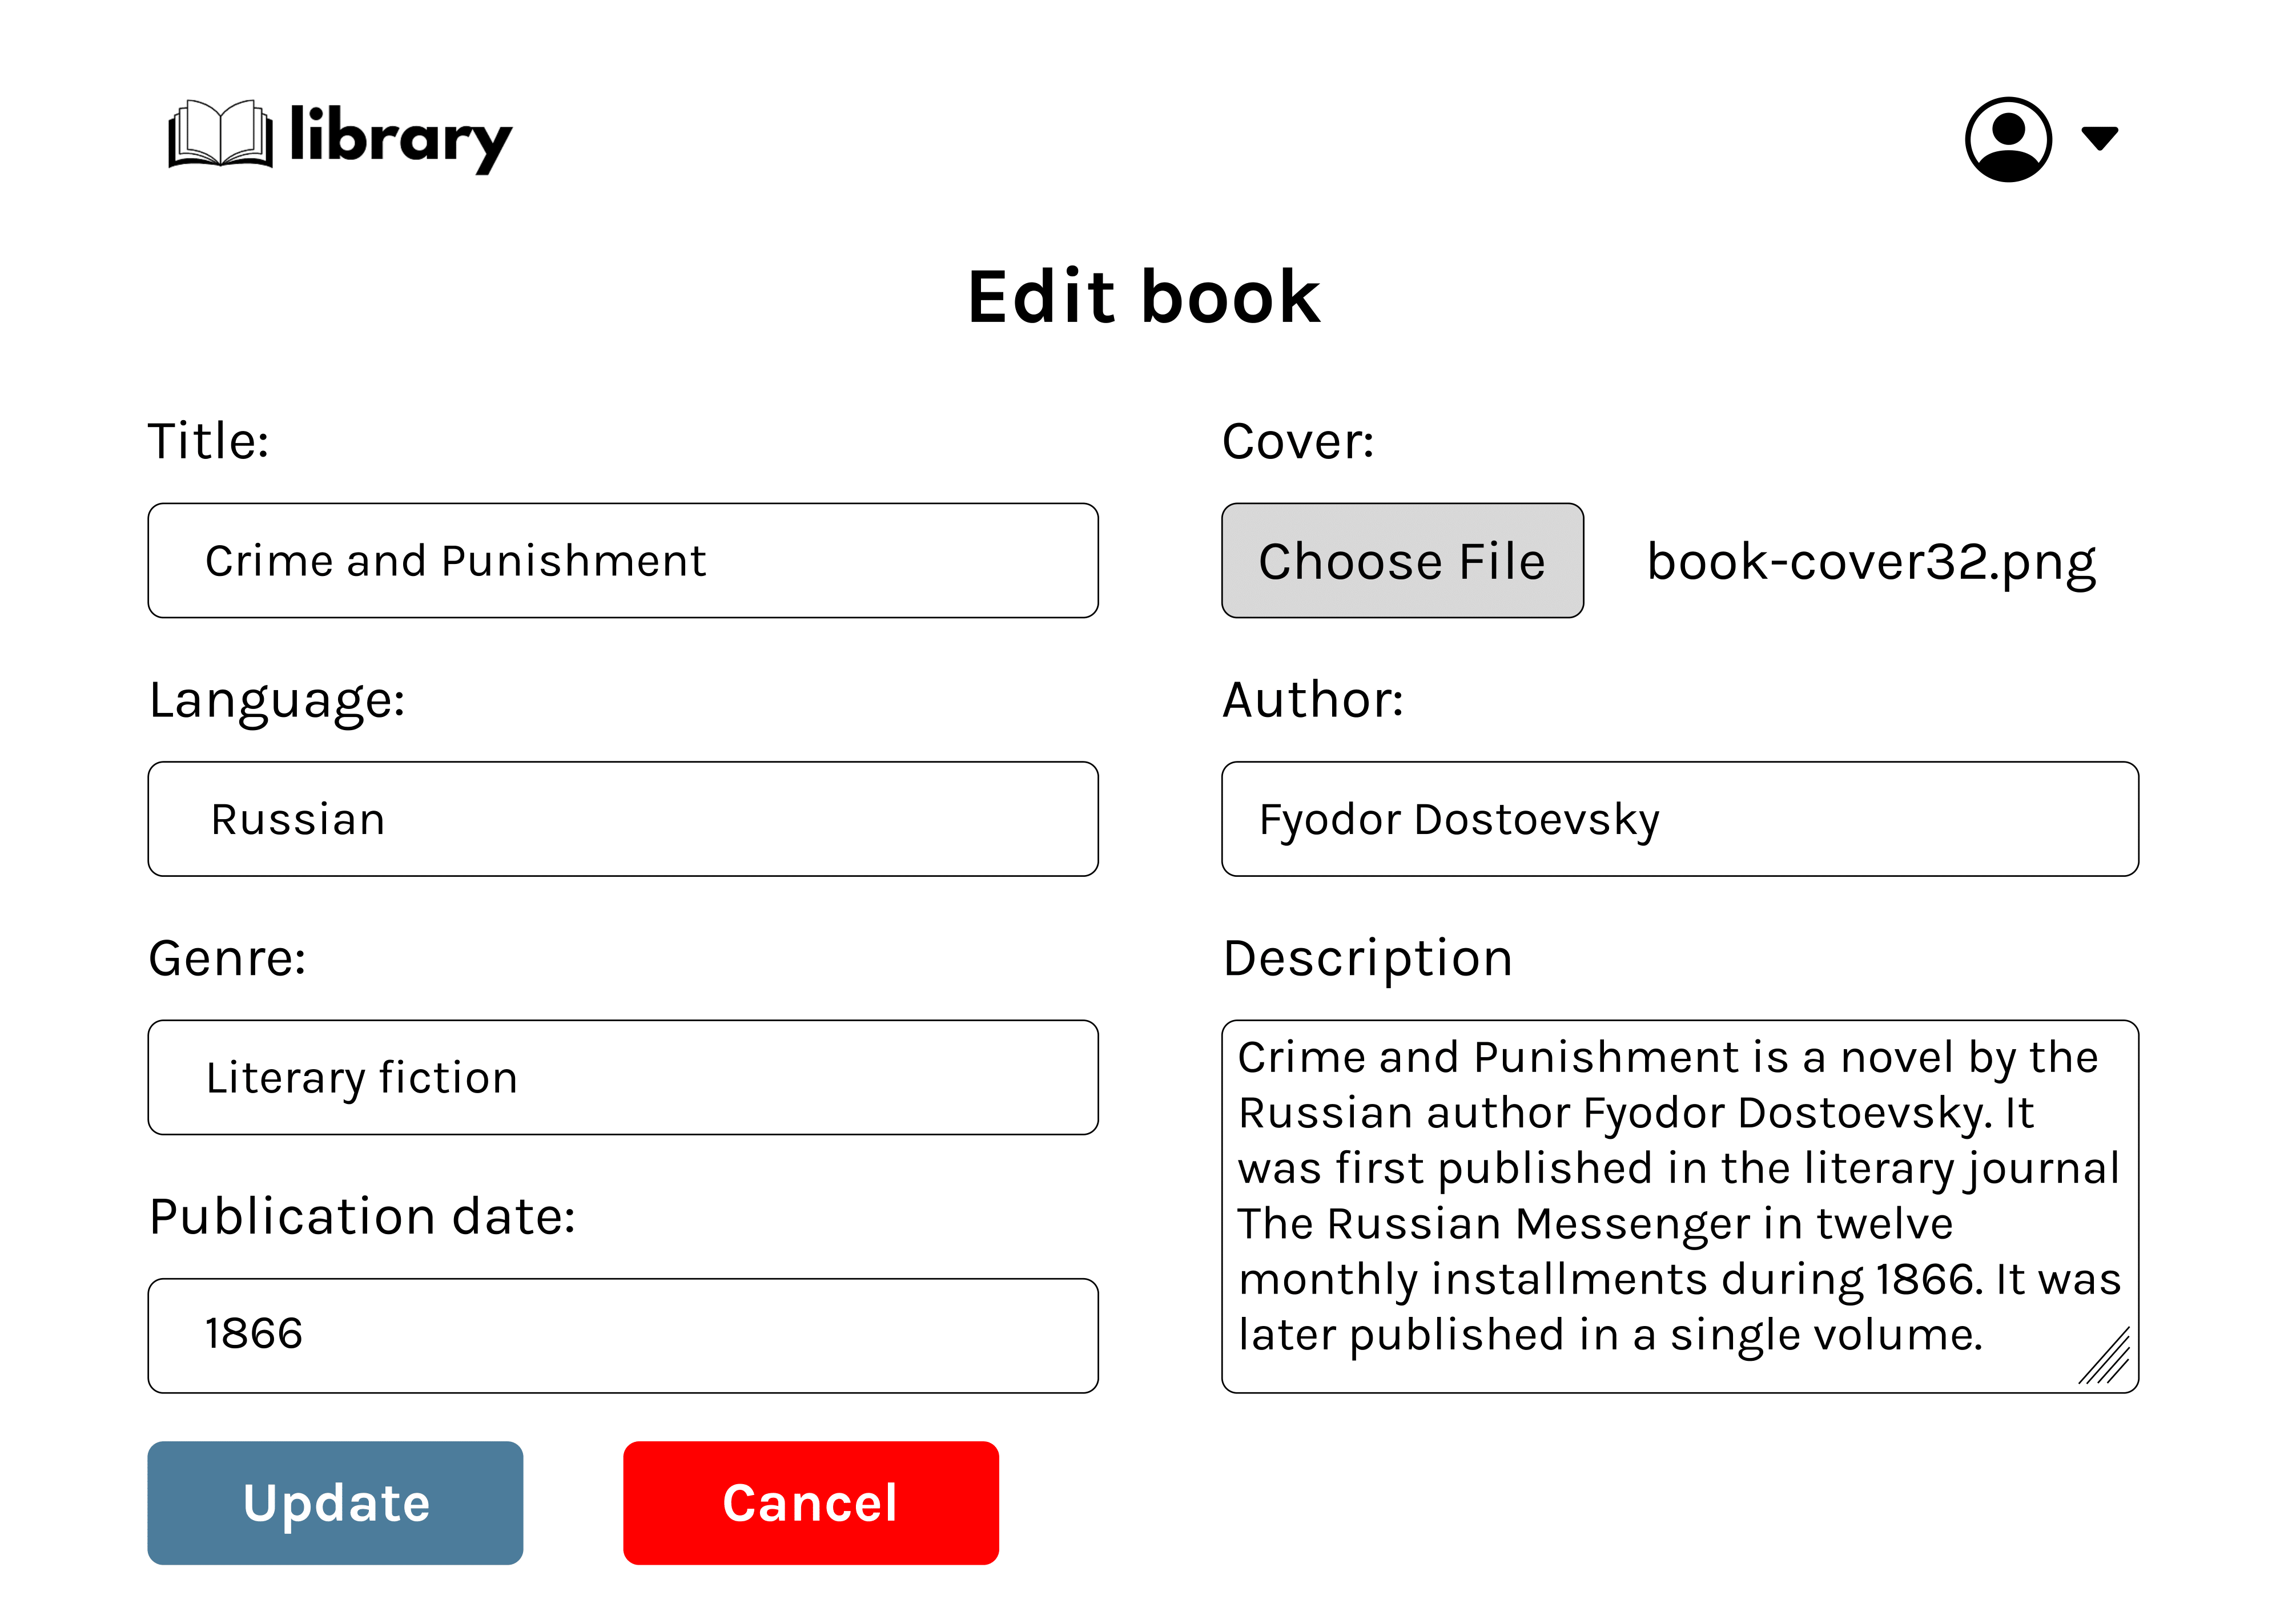 library
Edit book
Title:
Crime and Punishment
Cover:
Choose File
book-cover32.png
Language:
Russian
Author:
Fyodor Dostoevsky
Genre:
Literary fiction
Description
Crime and Punishment is a novel by the
Russian author Fyodor Dostoevsky. It
was first published in the literary journal
The Russian Messenger in twelve
monthly installments during 1866. It was
later published in a single volume.
Publication date:
1866
Update
Cancel